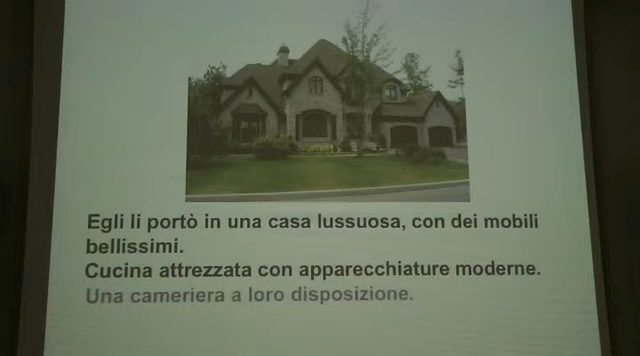 Egli li portò in una casa lussuosa, con dei mobili
bellissimi.
Cucina attrezzata con apparecchiature moderne.
Una cameriera a loro disposizione.